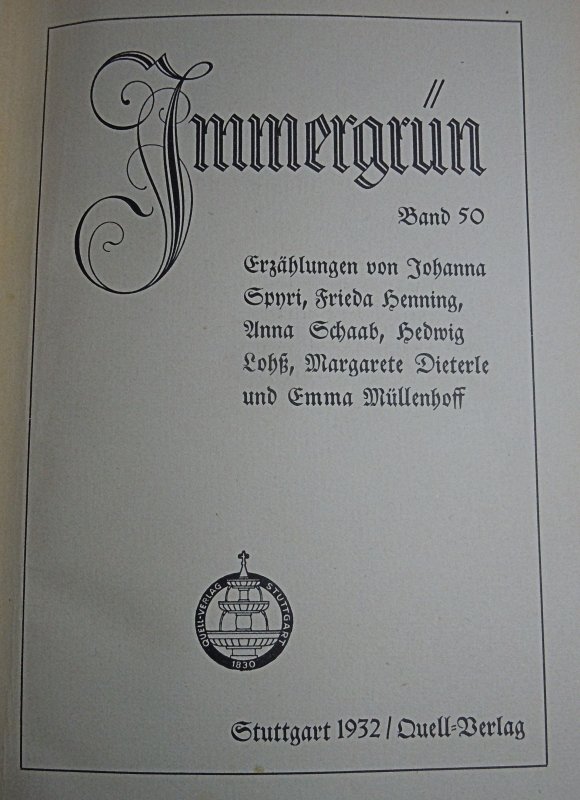 Immergrün
Band 50
Erzählungen von Johanna
Spyri, Frieda Henning,
Anna Schaab, Hedwig
Lohß, Margarete Dieterle
und Emma Müllenhoff
QUELL-VERLAG STUTTGART
1830
Stuttgart 1932 / Quell-Verlag